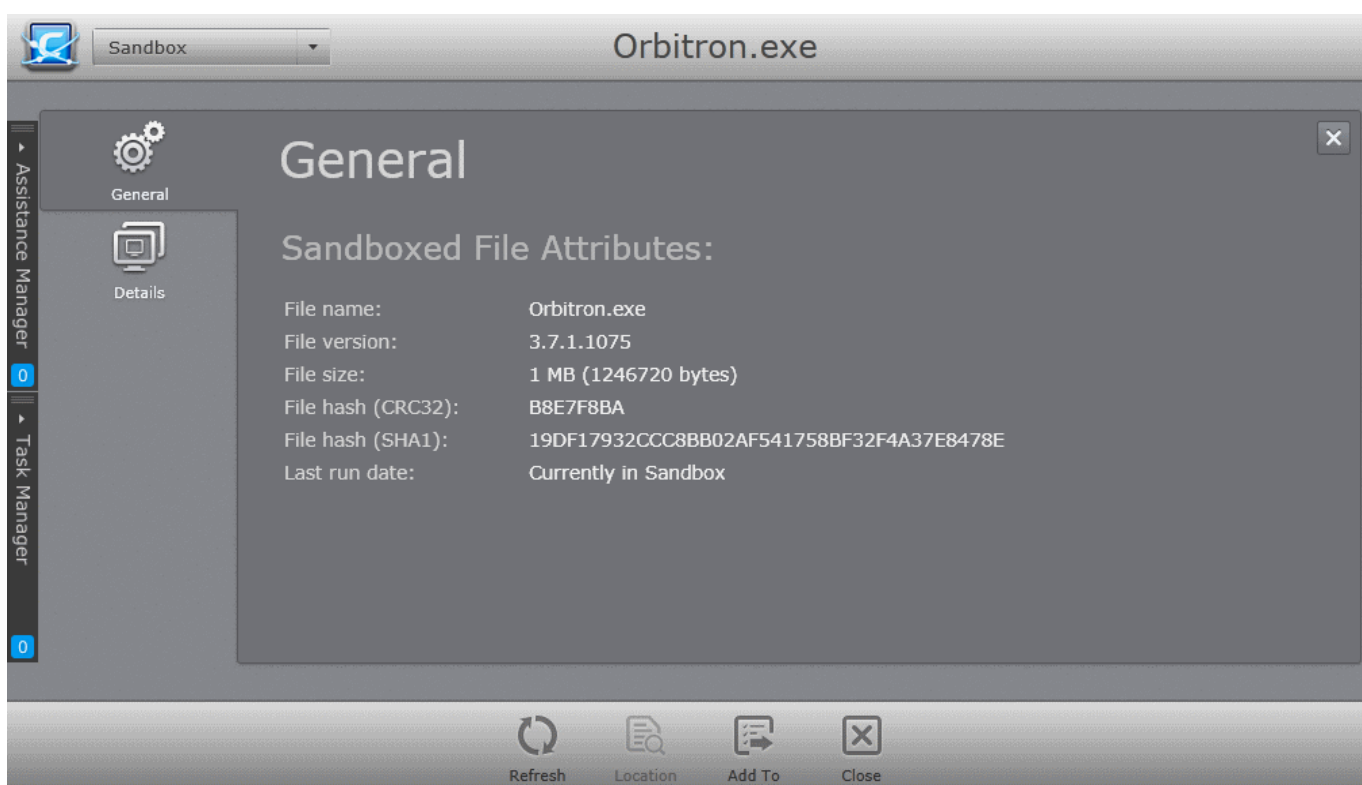 Sandbox
Orbitron.exe
Assistance Manager
0
Task Manager
0
General
Details
General
Sandboxed File Attributes:
File name: Orbitron.exe
File version: 3.7.1.1075
File size: 1 MB (1246720 bytes)
File hash (CRC32): B8E7F8BA
File hash (SHA1): 19DF17932CCC8BB02AF541758BF32F4A37E8478E
Last run date: Currently in Sandbox
Refresh Location Add To Close